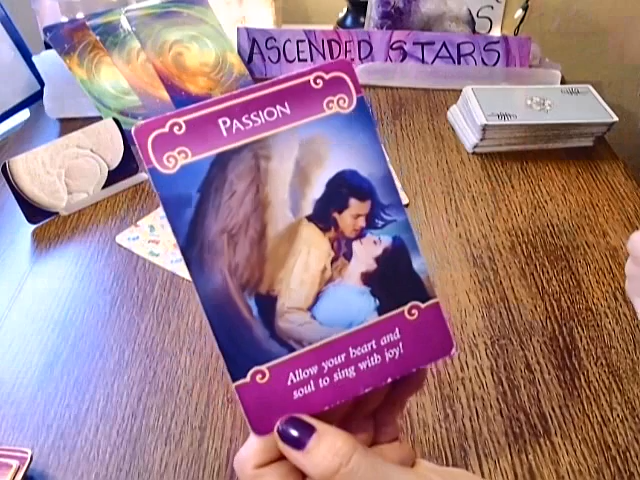 S
ASCENDED STARS
PASSION
Allow your heart and
soul to sing with joy!